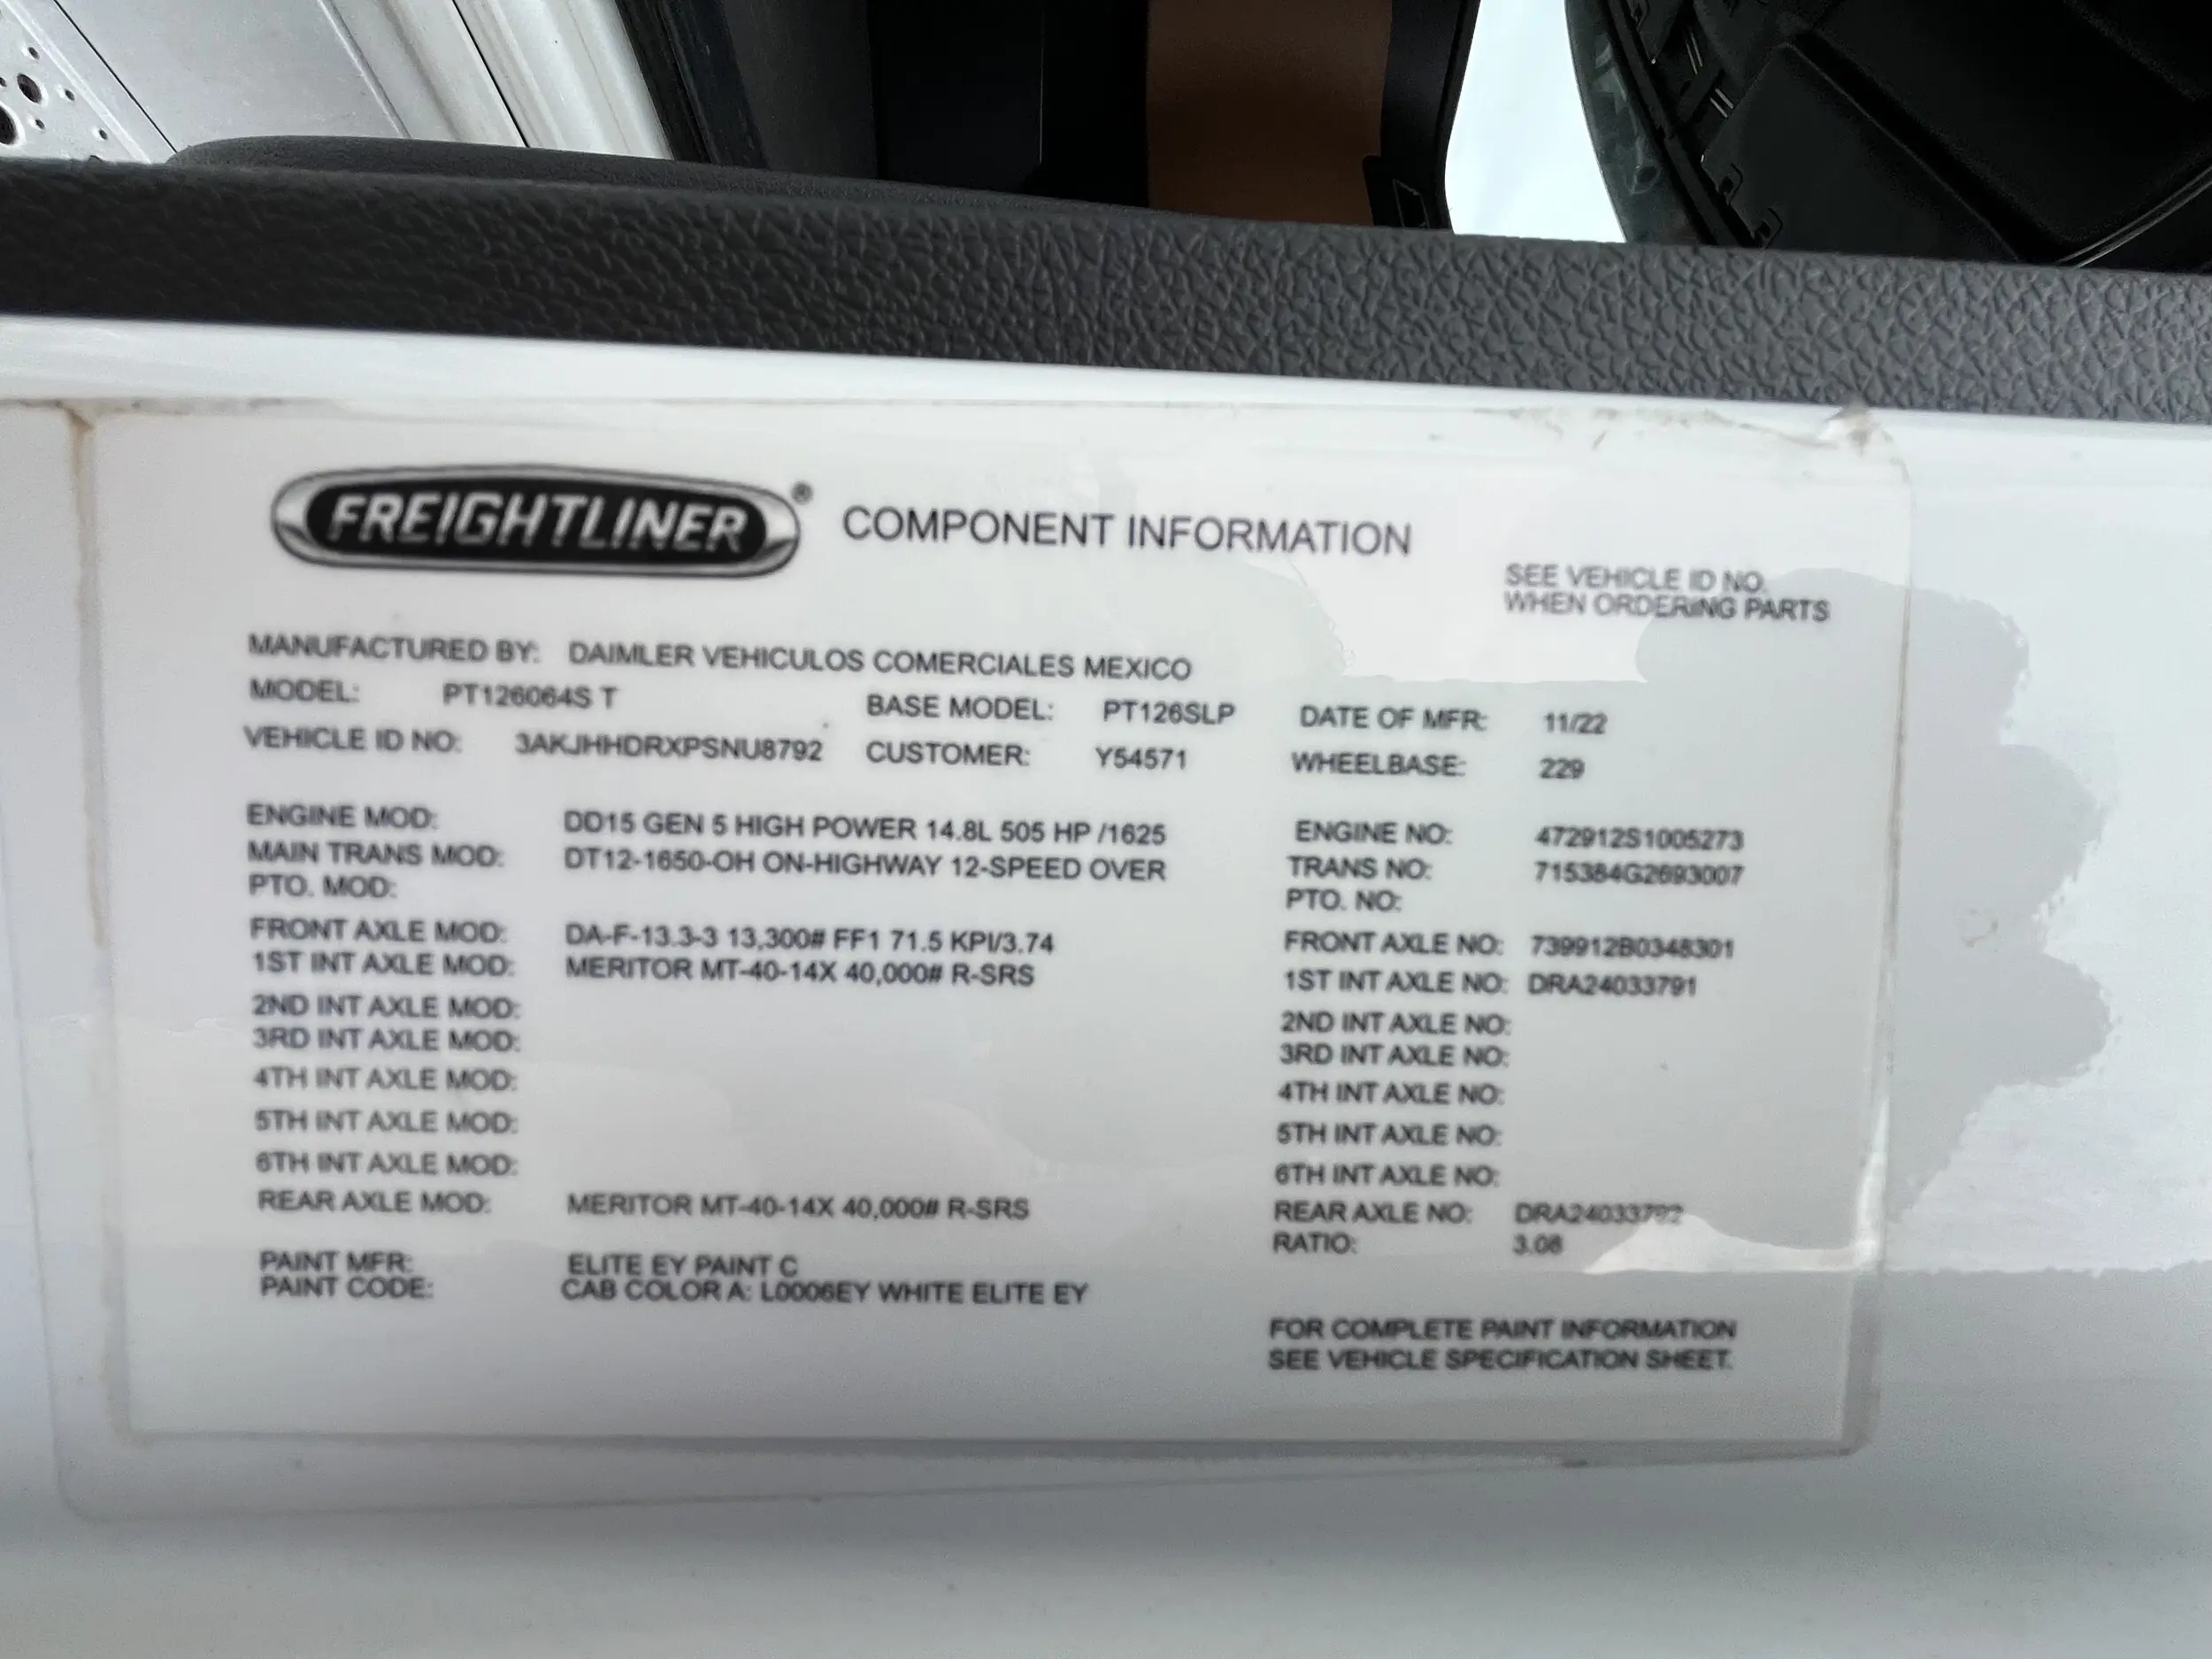 FREIGHTLINER® COMPONENT INFORMATION
SEE VEHICLE ID NO.
WHEN ORDERING PARTS
MANUFACTURED BY: DAIMLER VEHICULOS COMERCIALES MEXICO
MODEL: PT126064S T BASE MODEL: PT126SLP DATE OF MFR: 11/22
VEHICLE ID NO: 3AKJHHDRXPSNU8792 CUSTOMER: Y54571 WHEELBASE: 229
ENGINE MOD: DD15 GEN 5 HIGH POWER 14.8L 505 HP /1625 ENGINE NO: 472912S1005273
MAIN TRANS MOD: DT12-1650-OH ON-HIGHWAY 12-SPEED OVER TRANS NO: 715384G2693007
PTO. MOD: PTO. NO:
FRONT AXLE MOD: DA-F-13.3-3 13,300# FF1 71.5 KPI/3.74 FRONT AXLE NO: 739912B0348301
1ST INT AXLE MOD: MERITOR MT-40-14X 40,000# R-SRS 1ST INT AXLE NO: DRA24033791
2ND INT AXLE MOD: 2ND INT AXLE NO:
3RD INT AXLE MOD: 3RD INT AXLE NO:
4TH INT AXLE MOD: 4TH INT AXLE NO:
5TH INT AXLE MOD: 5TH INT AXLE NO:
6TH INT AXLE MOD: 6TH INT AXLE NO:
REAR AXLE MOD: MERITOR MT-40-14X 40,000# R-SRS REAR AXLE NO: DRA24033792
RATIO: 3.08
PAINT MFR: ELITE EY PAINT C
PAINT CODE: CAB COLOR A: L0006EY WHITE ELITE EY
FOR COMPLETE PAINT INFORMATION
SEE VEHICLE SPECIFICATION SHEET.